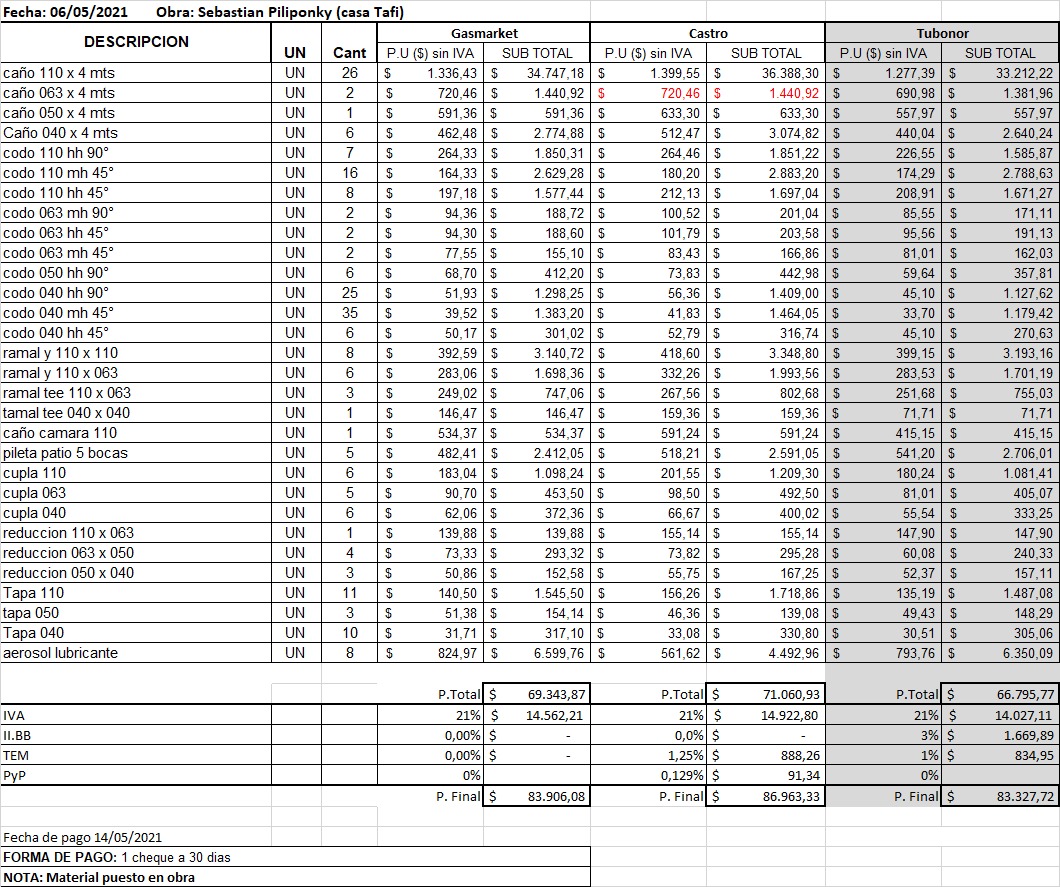 Fecha: 06/05/2021 Obra: Sebastian Piliponky (casa Tafi)
DESCRIPCION UN Cant Gasmarket Castro Tubonor
P.U ($) sin IVA SUB TOTAL P.U ($) sin IVA SUB TOTAL P.U ($) sin IVA SUB TOTAL
caño 110 x 4 mts UN 26 $ 1.336,43 $ 34.747,18 $ 1.399,55 $ 36.388,30 $ 1.277,39 $ 33.212,22
caño 063 x 4 mts UN 2 $ 720,46 $ 1.440,92 $ 720,46 $ 1.440,92 $ 690,98 $ 1.381,96
caño 050 x 4 mts UN 1 $ 591,36 $ 591,36 $ 633,30 $ 633,30 $ 557,97 $ 557,97
Caño 040 x 4 mts UN 6 $ 462,48 $ 2.774,88 $ 512,47 $ 3.074,82 $ 440,04 $ 2.640,24
codo 110 hh 90° UN 7 $ 264,33 $ 1.850,31 $ 264,46 $ 1.851,22 $ 226,55 $ 1.585,87
codo 110 mh 45° UN 16 $ 164,33 $ 2.629,28 $ 180,20 $ 2.883,20 $ 174,29 $ 2.788,63
codo 110 hh 45° UN 8 $ 197,18 $ 1.577,44 $ 212,13 $ 1.697,04 $ 208,91 $ 1.671,27
codo 063 mh 90° UN 2 $ 94,36 $ 188,72 $ 100,52 $ 201,04 $ 85,55 $ 171,11
codo 063 hh 45° UN 2 $ 94,30 $ 188,60 $ 101,79 $ 203,58 $ 95,56 $ 191,13
codo 063 mh 45° UN 2 $ 77,55 $ 155,10 $ 83,43 $ 166,86 $ 81,01 $ 162,03
codo 050 hh 90° UN 6 $ 68,70 $ 412,20 $ 73,83 $ 442,98 $ 59,64 $ 357,81
codo 040 hh 90° UN 25 $ 51,93 $ 1.298,25 $ 56,36 $ 1.409,00 $ 45,10 $ 1.127,62
codo 040 mh 45° UN 35 $ 39,52 $ 1.383,20 $ 41,83 $ 1.464,05 $ 33,70 $ 1.179,42
codo 040 hh 45° UN 6 $ 50,17 $ 301,02 $ 52,79 $ 316,74 $ 45,10 $ 270,63
ramal y 110 x 110 UN 8 $ 392,59 $ 3.140,72 $ 418,60 $ 3.348,80 $ 399,15 $ 3.193,16
ramal y 110 x 063 UN 6 $ 283,06 $ 1.698,36 $ 332,26 $ 1.993,56 $ 283,53 $ 1.701,19
ramal tee 110 x 063 UN 3 $ 249,02 $ 747,06 $ 267,56 $ 802,68 $ 251,68 $ 755,03
tamal tee 040 x 040 UN 1 $ 146,47 $ 146,47 $ 159,36 $ 159,36 $ 71,71 $ 71,71
caño camara 110 UN 1 $ 534,37 $ 534,37 $ 591,24 $ 591,24 $ 415,15 $ 415,15
pileta patio 5 bocas UN 5 $ 482,41 $ 2.412,05 $ 518,21 $ 2.591,05 $ 541,20 $ 2.706,01
cupla 110 UN 6 $ 183,04 $ 1.098,24 $ 201,55 $ 1.209,30 $ 180,24 $ 1.081,41
cupla 063 UN 5 $ 90,70 $ 453,50 $ 98,50 $ 492,50 $ 81,01 $ 405,07
cupla 040 UN 6 $ 62,06 $ 372,36 $ 66,67 $ 400,02 $ 55,54 $ 333,25
reduccion 110 x 063 UN 1 $ 139,88 $ 139,88 $ 155,14 $ 155,14 $ 147,90 $ 147,90
reduccion 063 x 050 UN 4 $ 73,33 $ 293,32 $ 73,82 $ 295,28 $ 60,08 $ 240,33
reduccion 050 x 040 UN 3 $ 50,86 $ 152,58 $ 55,75 $ 167,25 $ 52,37 $ 157,11
Tapa 110 UN 11 $ 140,50 $ 1.545,50 $ 156,26 $ 1.718,86 $ 135,19 $ 1.487,08
tapa 050 UN 3 $ 51,38 $ 154,14 $ 46,36 $ 139,08 $ 49,43 $ 148,29
Tapa 040 UN 10 $ 31,71 $ 317,10 $ 33,08 $ 330,80 $ 30,51 $ 305,06
aerosol lubricante UN 8 $ 824,97 $ 6.599,76 $ 561,62 $ 4.492,96 $ 793,76 $ 6.350,09
P.Total $ 69.343,87 P.Total $ 71.060,93 P.Total $ 66.795,77
IVA 21% $ 14.562,21 21% $ 14.922,80 21% $ 14.027,11
II.BB 0,00% $ - 0,0% $ - 3% $ 1.669,89
TEM 0,00% $ - 1,25% $ 888,26 1% $ 834,95
PyP 0% 0,129% $ 91,34 0%
P. Final $ 83.906,08 P. Final $ 86.963,33 P. Final $ 83.327,72
Fecha de pago 14/05/2021
FORMA DE PAGO: 1 cheque a 30 dias
NOTA: Material puesto en obra